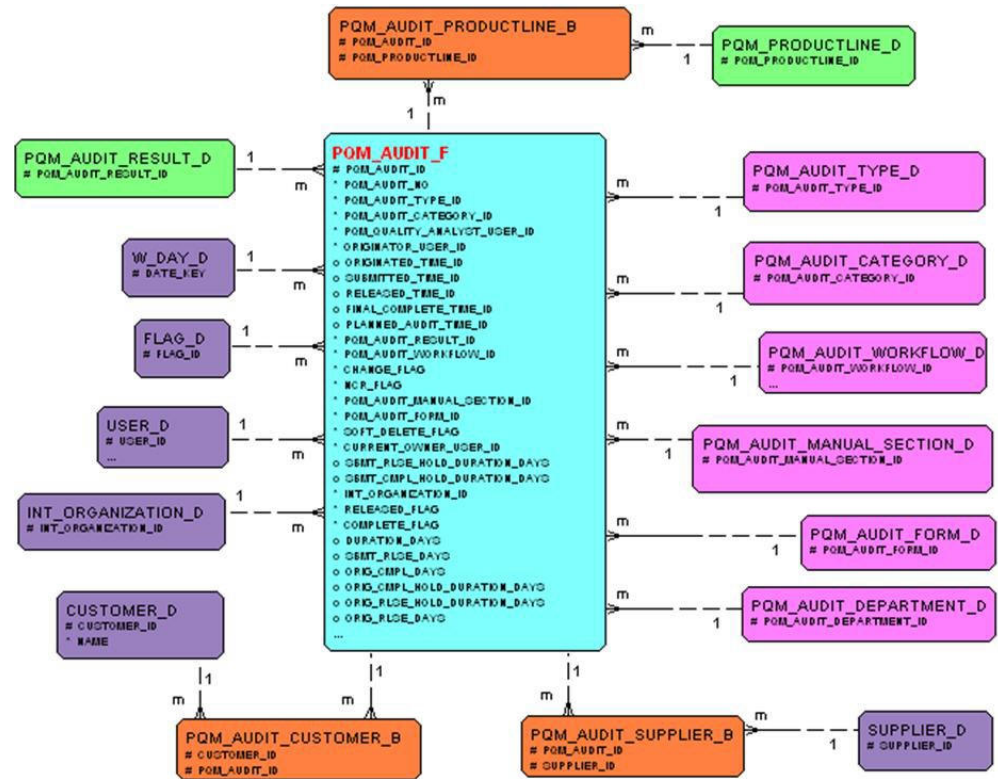 PQM_AUDIT_PRODUCTLINE_B
# PQM_AUDIT_ID
# PQM_PRODUCTLINE_ID
m
1
PQM_PRODUCTLINE_D
# PQM_PRODUCTLINE_ID
m
1
PQM_AUDIT_RESULT_D
# PQM_AUDIT_RESULT_ID
1
m
W_DAY_D
# DATE_KEY
1
m
FLAG_D
# FLAG_ID
1
m
USER_D
# USER_ID
...
1
m
INT_ORGANIZATION_D
# INT_ORGANIZATION_ID
1
m
CUSTOMER_D
# CUSTOMER_ID
* NAME
1
m
PQM_AUDIT_F
# PQM_AUDIT_ID
* PQM_AUDIT_NO
* PQM_AUDIT_TYPE_ID
* PQM_AUDIT_CATEGORY_ID
* PQM_QUALITY_ANALYST_USER_ID
* ORIGINATOR_USER_ID
o ORIGINATED_TIME_ID
o SUBMITTED_TIME_ID
o RELEASED_TIME_ID
o FINAL_COMPLETE_TIME_ID
o PLANNED_AUDIT_TIME_ID
* PQM_AUDIT_RESULT_ID
* PQM_AUDIT_WORKFLOW_ID
* CHANGE_FLAG
* NCR_FLAG
* PQM_AUDIT_MANUAL_SECTION_ID
* PQM_AUDIT_FORM_ID
* SOFT_DELETE_FLAG
* CURRENT_OWNER_USER_ID
o SBMT_RLSE_HOLD_DURATION_DAYS
o SBMT_CMPL_HOLD_DURATION_DAYS
* INT_ORGANIZATION_ID
* RELEASED_FLAG
* COMPLETE_FLAG
o DURATION_DAYS
o SBMT_RLSE_DAYS
o ORIG_CMPL_DAYS
o ORIG_CMPL_HOLD_DURATION_DAYS
o ORIG_RLSE_HOLD_DURATION_DAYS
o ORIG_RLSE_DAYS
...
m
1
PQM_AUDIT_TYPE_D
# PQM_AUDIT_TYPE_ID
m
1
PQM_AUDIT_CATEGORY_D
# PQM_AUDIT_CATEGORY_ID
m
1
PQM_AUDIT_WORKFLOW_D
# PQM_AUDIT_WORKFLOW_ID
...
m
1
PQM_AUDIT_MANUAL_SECTION_D
# PQM_AUDIT_MANUAL_SECTION_ID
m
1
PQM_AUDIT_FORM_D
# PQM_AUDIT_FORM_ID
m
1
PQM_AUDIT_DEPARTMENT_D
# PQM_AUDIT_DEPARTMENT_ID
m
1
1
m
PQM_AUDIT_CUSTOMER_B
# CUSTOMER_ID
# PQM_AUDIT_ID
1
m
PQM_AUDIT_SUPPLIER_B
# PQM_AUDIT_ID
# SUPPLIER_ID
m
1
SUPPLIER_D
# SUPPLIER_ID